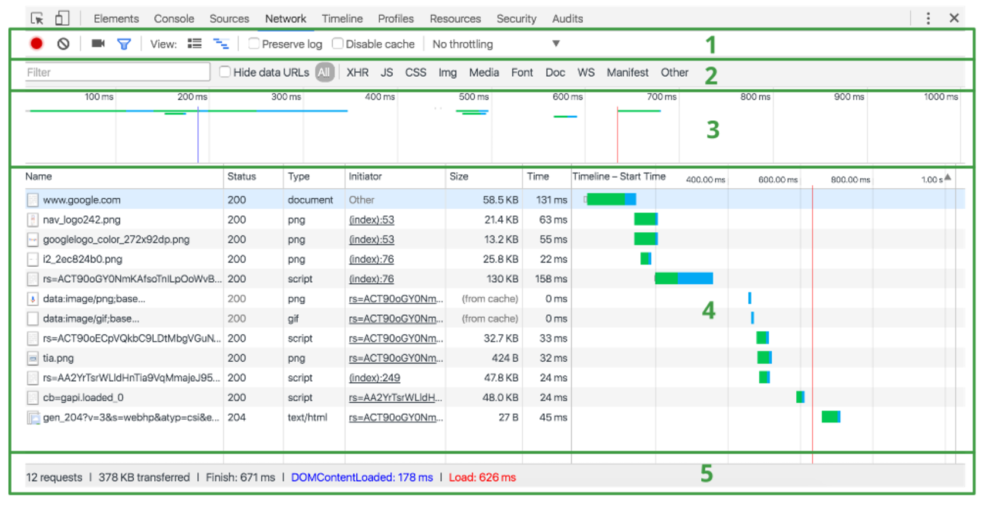 Elements Console Sources Network Timeline Profiles Resources Security Audits
View: Preserve log Disable cache No throttling 1
Filter Hide data URLs All XHR JS CSS Img Media Font Doc WS Manifest Other 2
100 ms 200 ms 300 ms 400 ms 500 ms 600 ms 700 ms 800 ms 900 ms 1000 ms
3
Name Status Type Initiator Size Time Timeline – Start Time 400.00 ms 600.00 ms 800.00 ms 1.00 s
www.google.com 200 document Other 58.5 KB 131 ms
nav_logo242.png 200 png (index):53 21.4 KB 63 ms
googlelogo_color_272x92dp.png 200 png (index):53 13.2 KB 55 ms
i2_2ec824b0.png 200 png (index):76 25.8 KB 22 ms
rs=ACT90oGY0NmKAfsoTnILpOoWvB... 200 script (index):76 130 KB 158 ms
data:image/png;base... 200 png rs=ACT90oGY0Nm... (from cache) 0 ms
4
data:image/gif;base... 200 gif rs=ACT90oGY0Nm... (from cache) 0 ms
rs=ACT90oECpVQkbC9LDtMbgVGuN... 200 script rs=ACT90oGY0Nm... 32.7 KB 33 ms
tia.png 200 png rs=ACT90oGY0Nm... 424 B 32 ms
rs=AA2YrTsrWLIdHnTia9VqMmajeJ95... 200 script (index):249 47.8 KB 24 ms
cb=gapi.loaded_0 200 script rs=AA2YrTsrWLIdH... 48.0 KB 24 ms
gen_204?v=3&s=webhp&atyp=csi&e... 204 text/html rs=ACT90oGY0Nm... 27 B 45 ms
12 requests | 378 KB transferred | Finish: 671 ms | DOMContentLoaded: 178 ms | Load: 626 ms 5